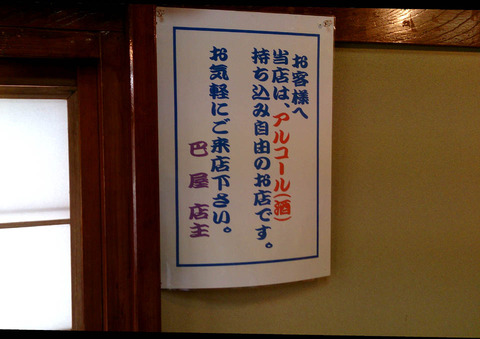 お客様へ
当店は、アルコール(酒)
持ち込み自由のお店です。
お気軽にご来店下さい。
巴屋店主